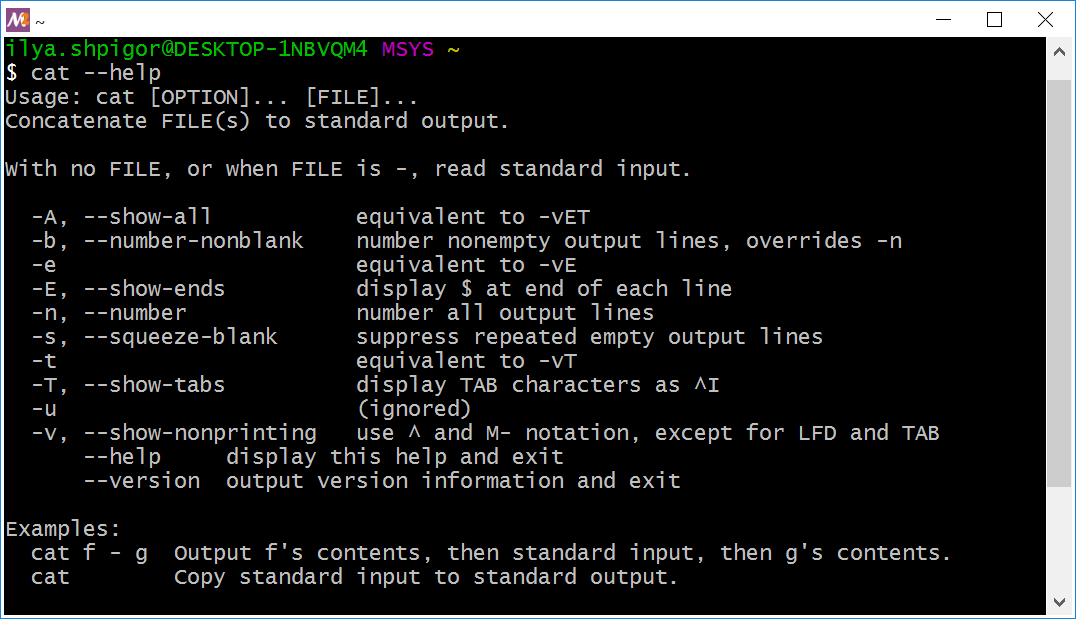 ~
ilya.shpigor@DESKTOP-1NBVQM4 MSYS ~
$ cat --help
Usage: cat [OPTION]... [FILE]...
Concatenate FILE(s) to standard output.

With no FILE, or when FILE is -, read standard input.

  -A, --show-all           equivalent to -vET
  -b, --number-nonblank    number nonempty output lines, overrides -n
  -e                       equivalent to -vE
  -E, --show-ends          display $ at end of each line
  -n, --number             number all output lines
  -s, --squeeze-blank      suppress repeated empty output lines
  -t                       equivalent to -vT
  -T, --show-tabs          display TAB characters as ^I
  -u                       (ignored)
  -v, --show-nonprinting   use ^ and M- notation, except for LFD and TAB
      --help     display this help and exit
      --version  output version information and exit

Examples:
  cat f - g  Output f's contents, then standard input, then g's contents.
  cat        Copy standard input to standard output.